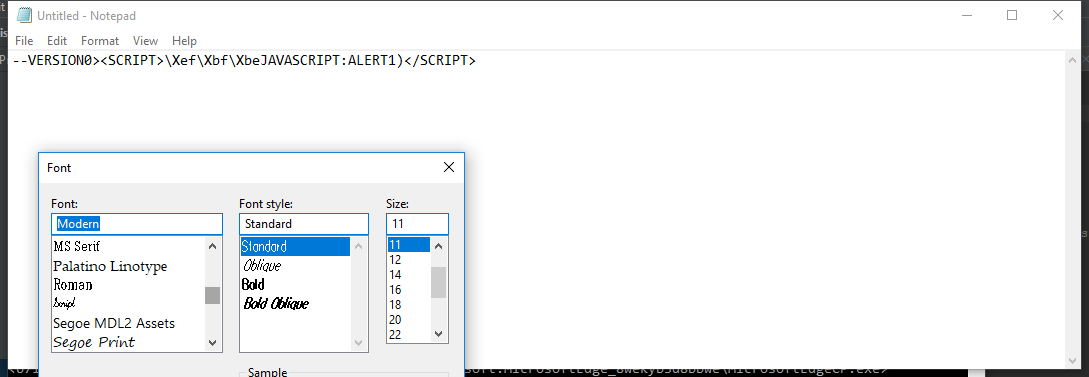 Untitled - Notepad
File Edit Format View Help
--VERSION0><SCRIPT>\Xef\Xbf\XbeJAVASCRIPT:ALERT1)</SCRIPT>
Font
Font: Font style: Size:
Modern Standard 11
MS Serif Standard 11
Palatino Linotype Oblique 12
Roman Bold 14
Script Bold Oblique 16
Segoe MDL2 Assets 18
Segoe Print 20
22
Sample
soft.MicrosoftEdge_8wekyb3d8bbwe\MicrosoftEdgeCP.exe>